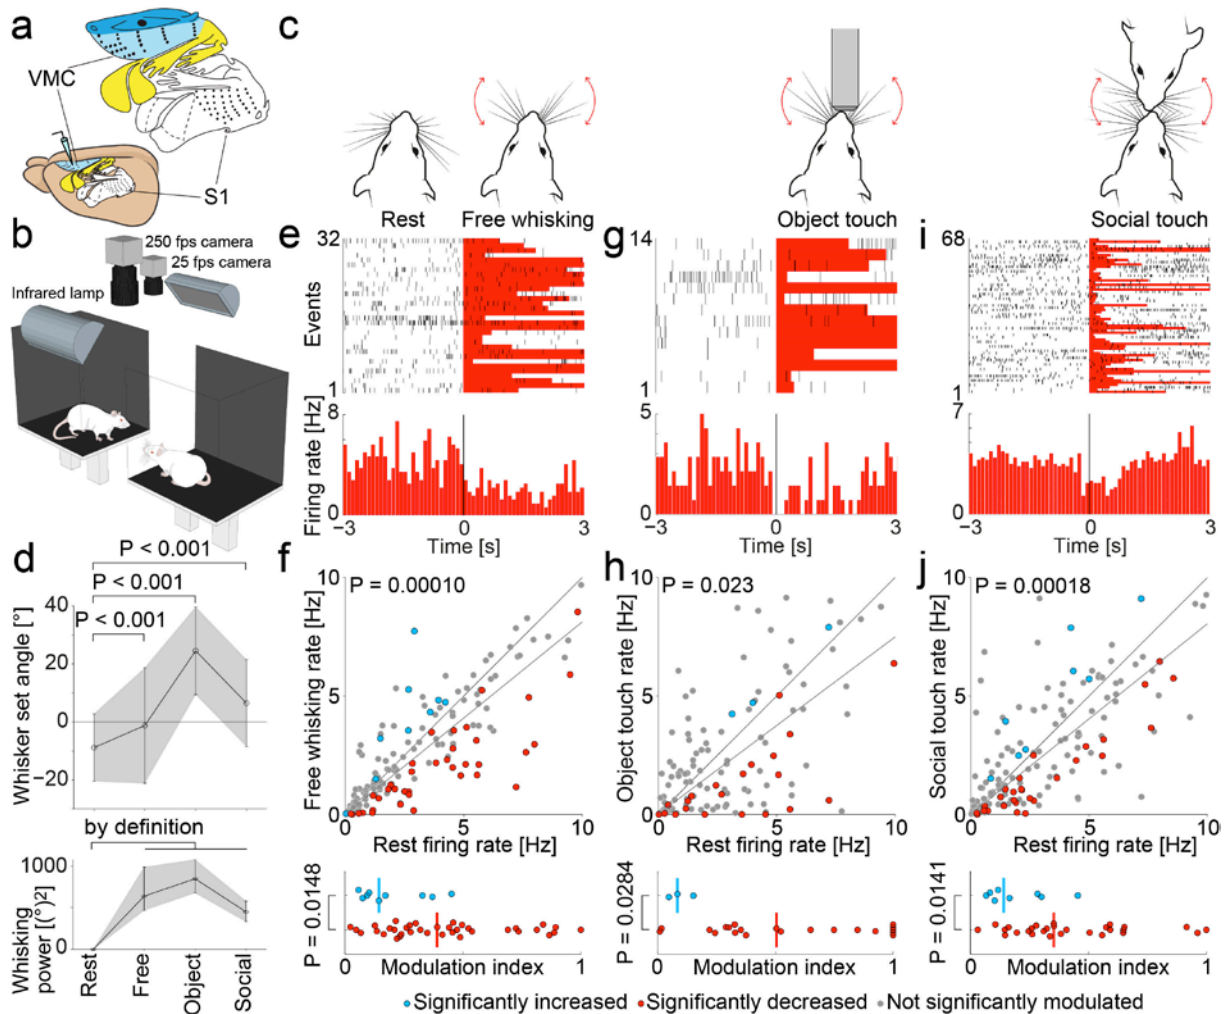 a
VMC
S1
b
250 fps camera
25 fps camera
Infrared lamp
c
Rest
Free whisking
Object touch
Social touch
d
P < 0.001
P < 0.001
P < 0.001
Whisker set angle [°]
40
20
0
−20
by definition
Whisking
power [(°)²]
1000
0
Rest
Free
Object
Social
e
32
Events
1
Firing rate [Hz]
8
0
−3
0
3
Time [s]
g
14
1
5
0
−3
0
3
Time [s]
i
68
1
7
0
−3
0
3
Time [s]
f
P = 0.00010
Free whisking rate [Hz]
10
5
0
0
5
10
Rest firing rate [Hz]
P = 0.0148
0
1
Modulation index
h
P = 0.023
Object touch rate [Hz]
10
5
0
0
5
10
Rest firing rate [Hz]
P = 0.0284
0
1
Modulation index
j
P = 0.00018
Social touch rate [Hz]
10
5
0
0
5
10
Rest firing rate [Hz]
P = 0.0141
0
1
Modulation index
Significantly increased
Significantly decreased
Not significantly modulated